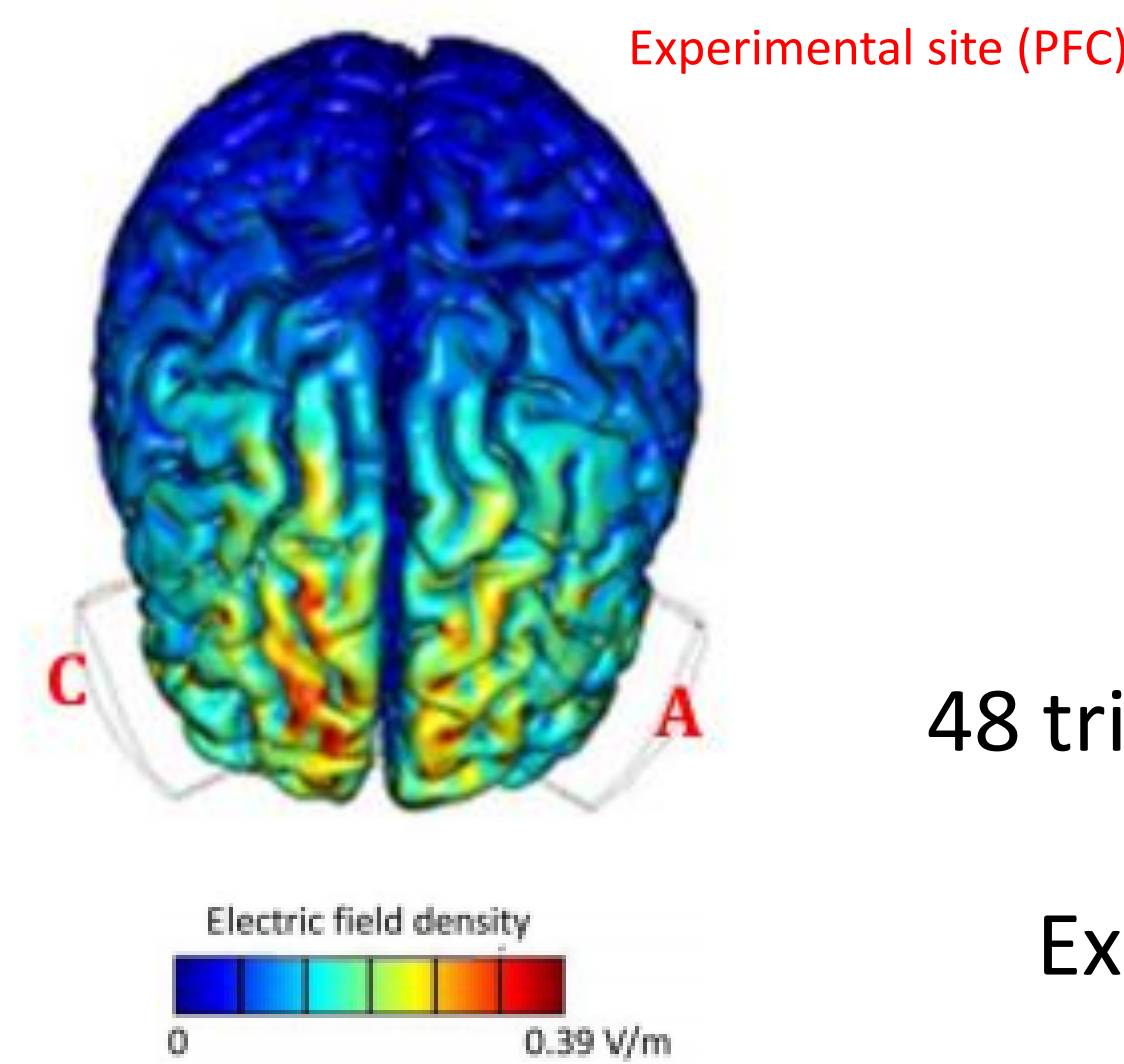 Experimental site (PFC)
C
A
48 tri
Ex
Electric field density
0
0.39 V/m